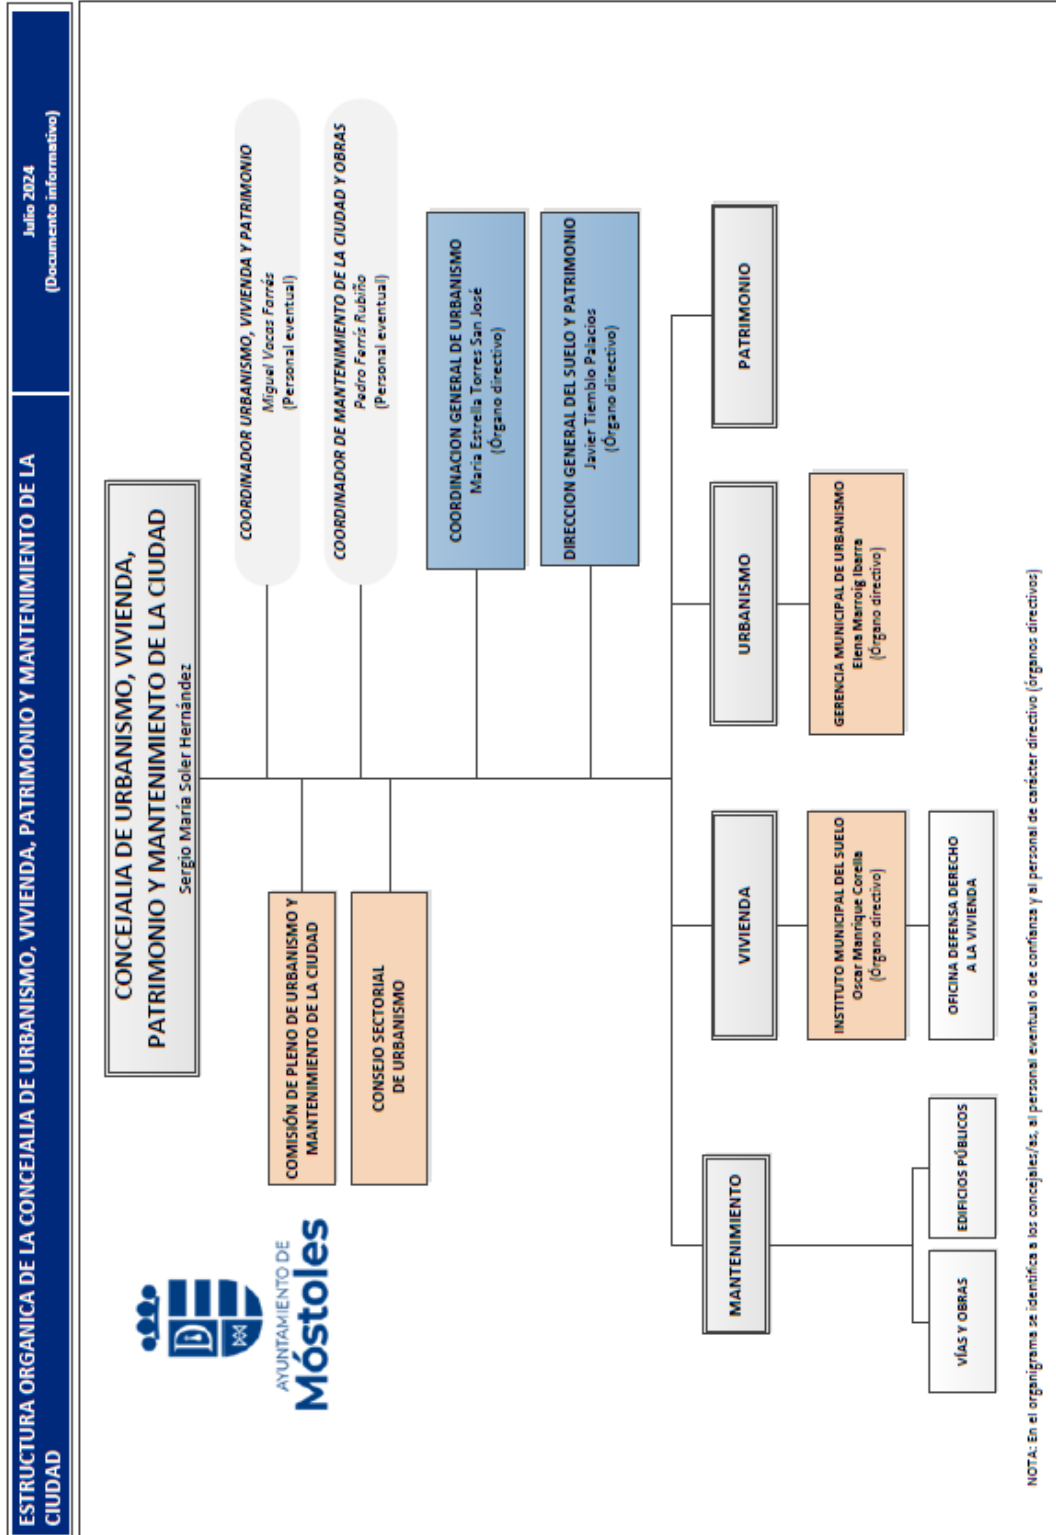 ESTRUCTURA ORGANICA DE LA CONCEJALIA DE URBANISMO, VIVIENDA, PATRIMONIO Y MANTENIMIENTO DE LA
CIUDAD
Julio 2024
(Documento informativo)
CONCEJALIA DE URBANISMO, VIVIENDA,
PATRIMONIO Y MANTENIMIENTO DE LA CIUDAD
Sergio María Soler Hernández
AYUNTAMIENTO DE
Móstoles
COORDINADOR URBANISMO, VIVIENDA Y PATRIMONIO
Miguel Vacas Farrés
(Personal eventual)
COMISIÓN DE PLENO DE URBANISMO Y
MANTENIMIENTO DE LA CIUDAD
COORDINADOR DE MANTENIMIENTO DE LA CIUDAD Y OBRAS
Pedro Ferrís Rubiño
(Personal eventual)
CONSEJO SECTORIAL
DE URBANISMO
COORDINACION GENERAL DE URBANISMO
Maria Estrella Torres San José
(Órgano directivo)
DIRECCION GENERAL DEL SUELO Y PATRIMONIO
Javier Tiemblo Palacios
(Órgano directivo)
MANTENIMIENTO
VIVIENDA
URBANISMO
PATRIMONIO
INSTITUTO MUNICIPAL DEL SUELO
Oscar Manrique Corella
(Órgano directivo)
GERENCIA MUNICIPAL DE URBANISMO
Elena Marroig Ibarra
(Órgano directivo)
VÍAS Y OBRAS
EDIFICIOS PÚBLICOS
OFICINA DEFENSA DERECHO
A LA VIVIENDA
NOTA: En el organigrama se identifica a los concejales/as, al personal eventual o de confianza y al personal de carácter directivo (órganos directivos)